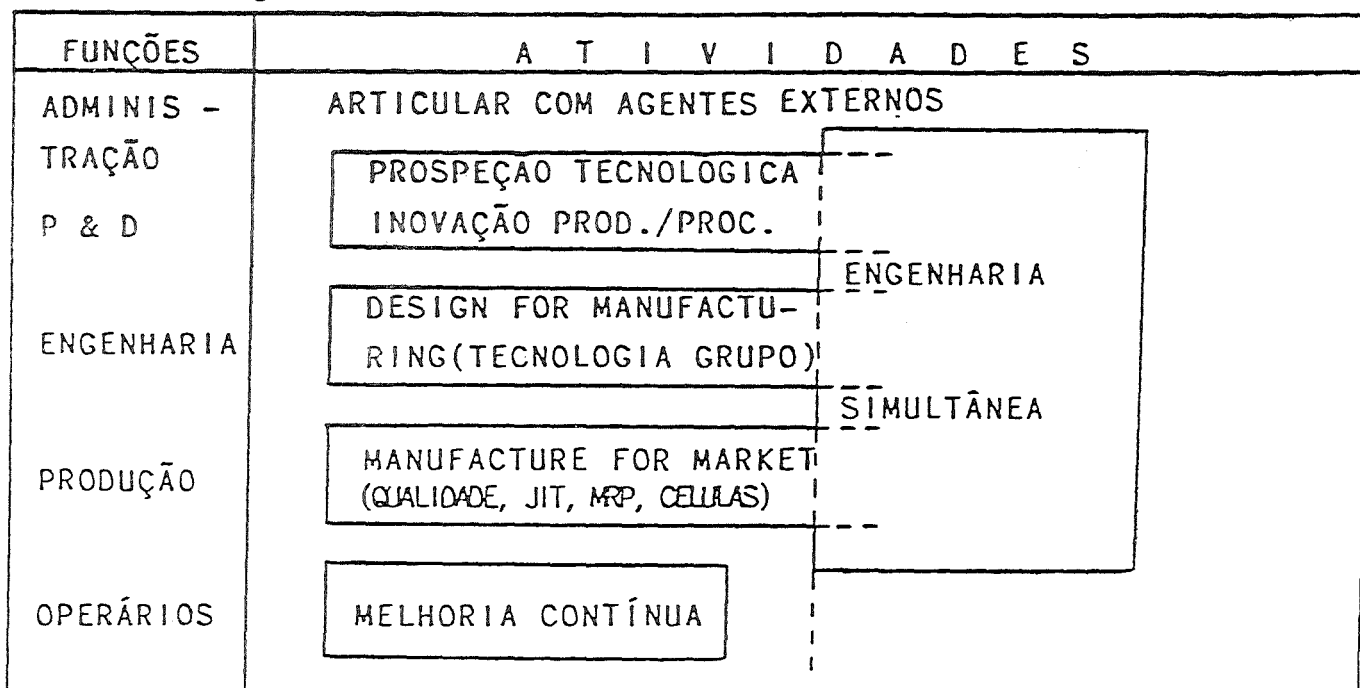 FUNÇÕES A T I V I D A D E S
ADMINIS - ARTICULAR COM AGENTES EXTERNOS
TRAÇÃO PROSPEÇAO TECNOLOGICA
P & D INOVAÇÃO PROD./PROC.
ENGENHARIA
DESIGN FOR MANUFACTU-
ENGENHARIA RING(TECNOLOGIA GRUPO)
SIMULTÂNEA
MANUFACTURE FOR MARKET
PRODUÇÃO (QUALIDADE, JIT, MRP, CELULAS)
OPERÁRIOS MELHORIA CONTÍNUA